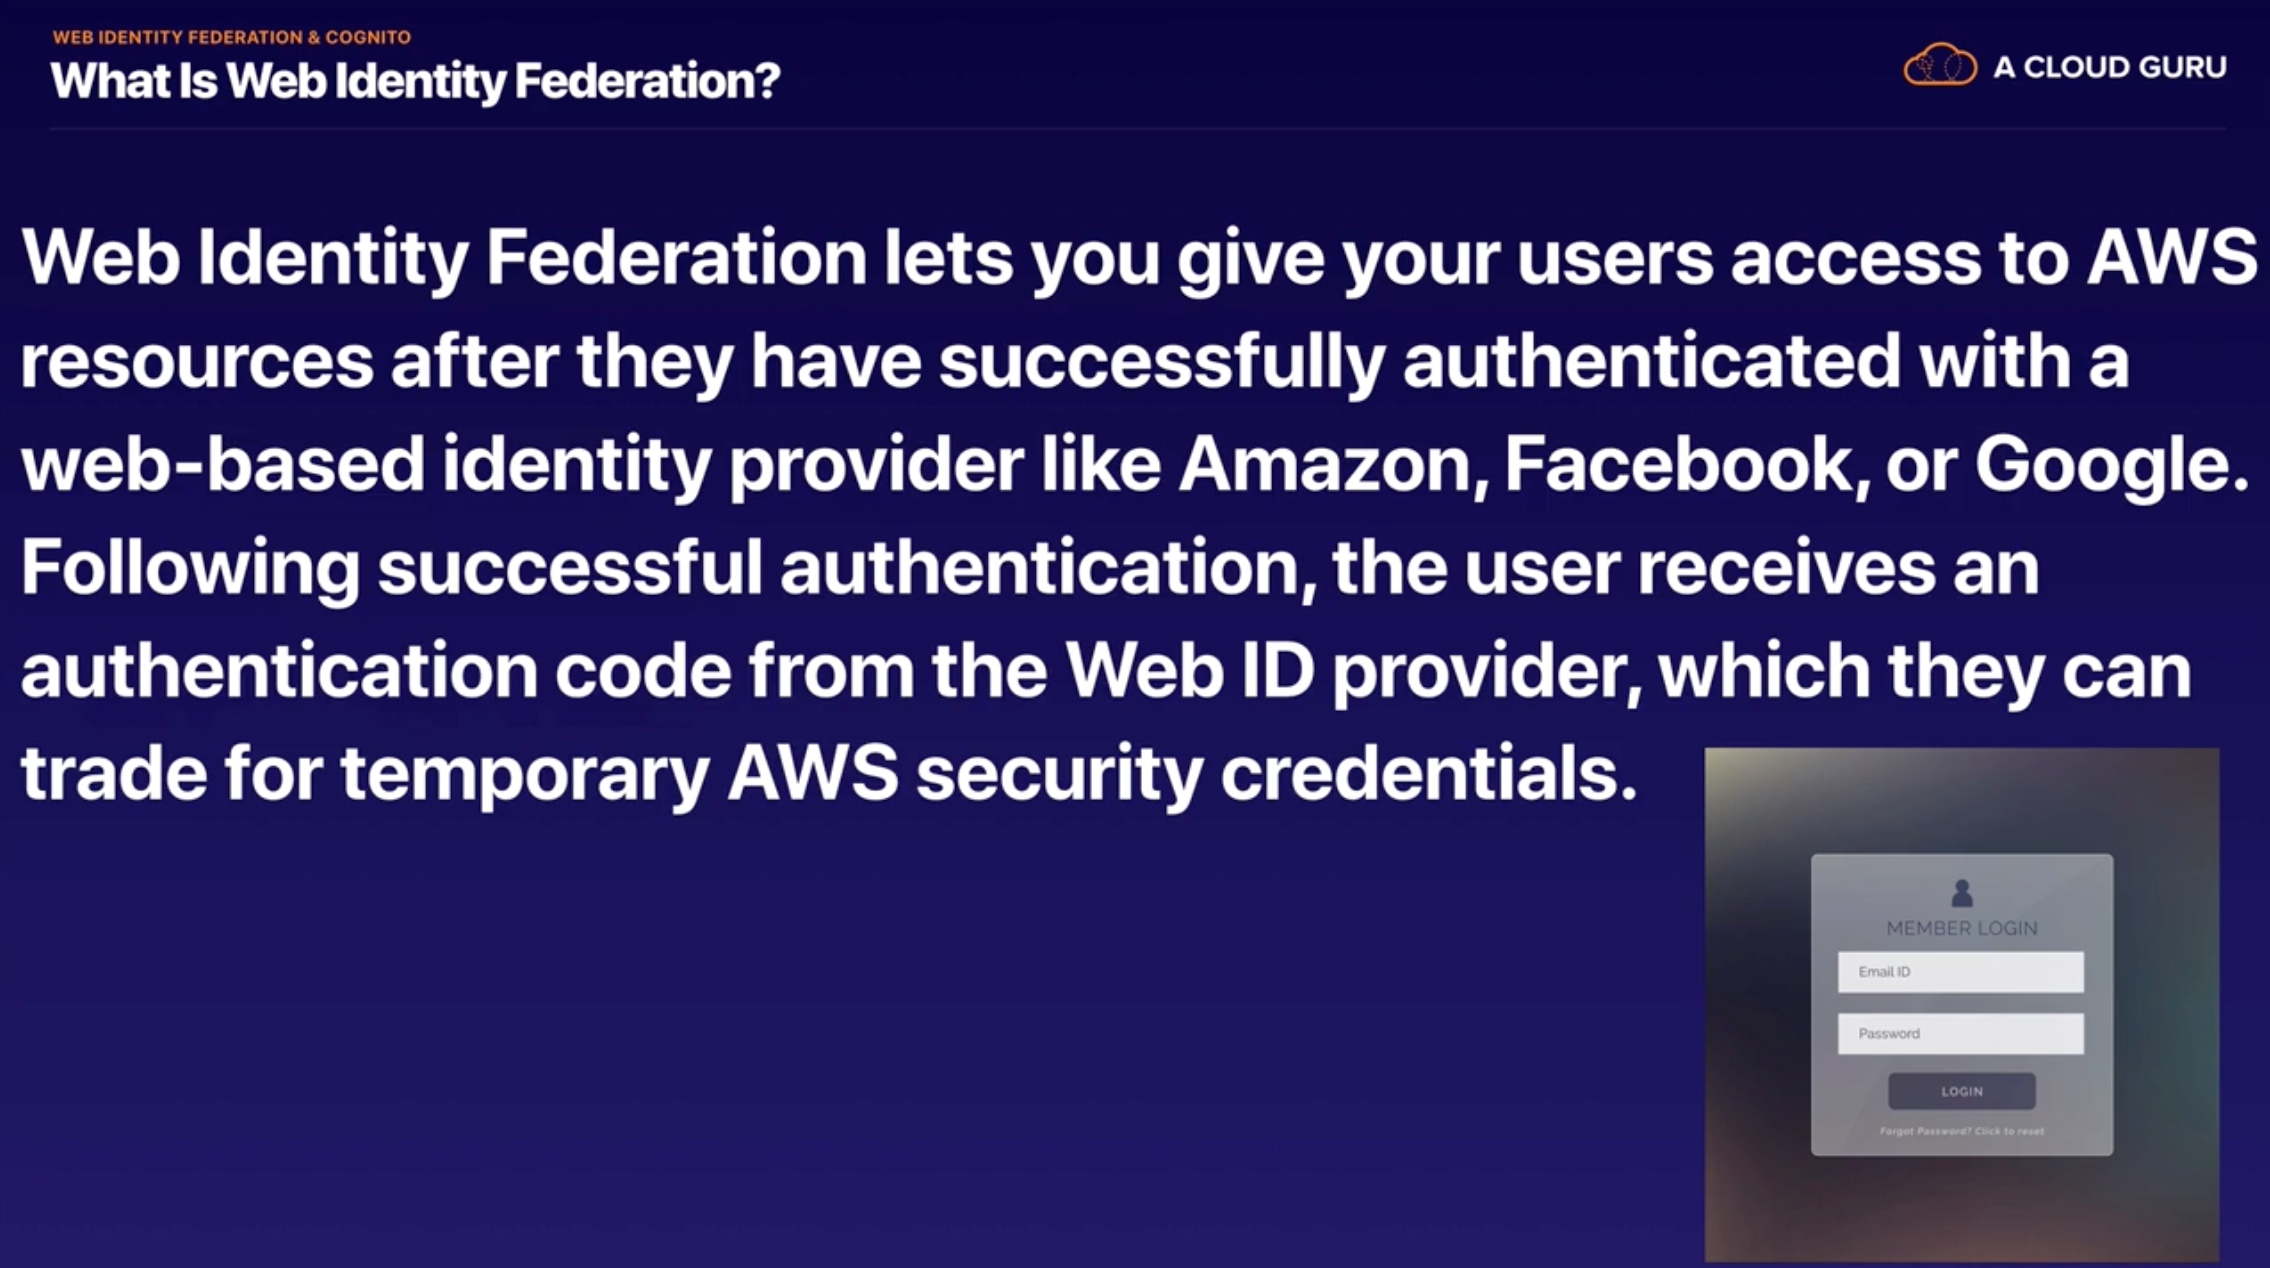 WEB IDENTITY FEDERATION & COGNITO
What Is Web Identity Federation?
A CLOUD GURU
Web Identity Federation lets you give your users access to AWS
resources after they have successfully authenticated with a
web-based identity provider like Amazon, Facebook, or Google.
Following successful authentication, the user receives an
authentication code from the Web ID provider, which they can
trade for temporary AWS security credentials.
MEMBER LOGIN
Email ID
Password
LOGIN
Forgot Password? Click to reset